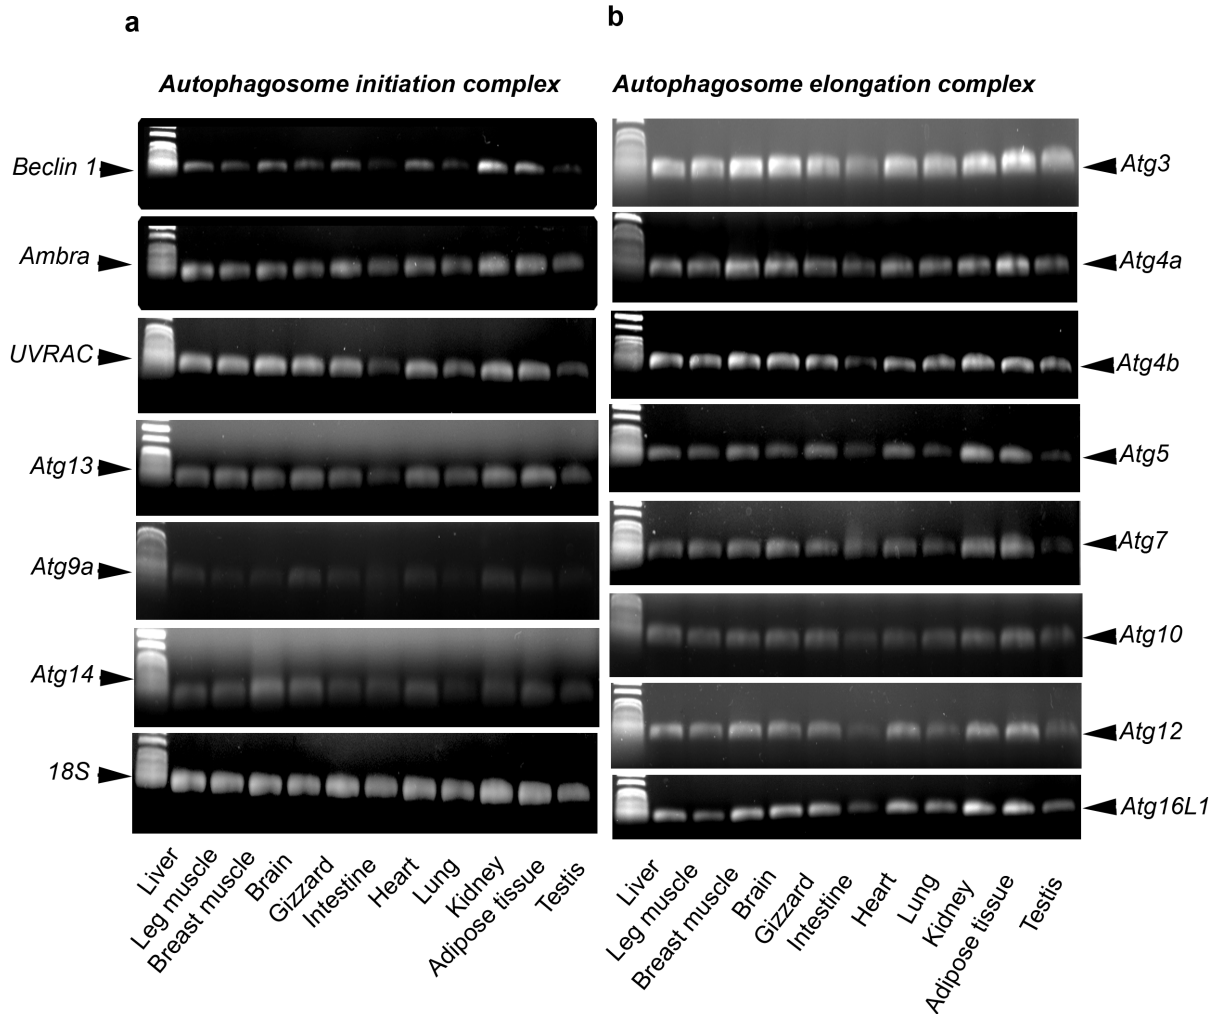 a
b
Autophagosome initiation complex
Autophagosome elongation complex
Beclin 1
Ambra
UVRAC
Atg13
Atg9a
Atg14
18S
Atg3
Atg4a
Atg4b
Atg5
Atg7
Atg10
Atg12
Atg16L1
Liver
Leg muscle
Breast muscle
Brain
Gizzard
Intestine
Heart
Lung
Kidney
Adipose tissue
Testis
Liver
Leg muscle
Breast muscle
Brain
Gizzard
Intestine
Heart
Lung
Kidney
Adipose tissue
Testis